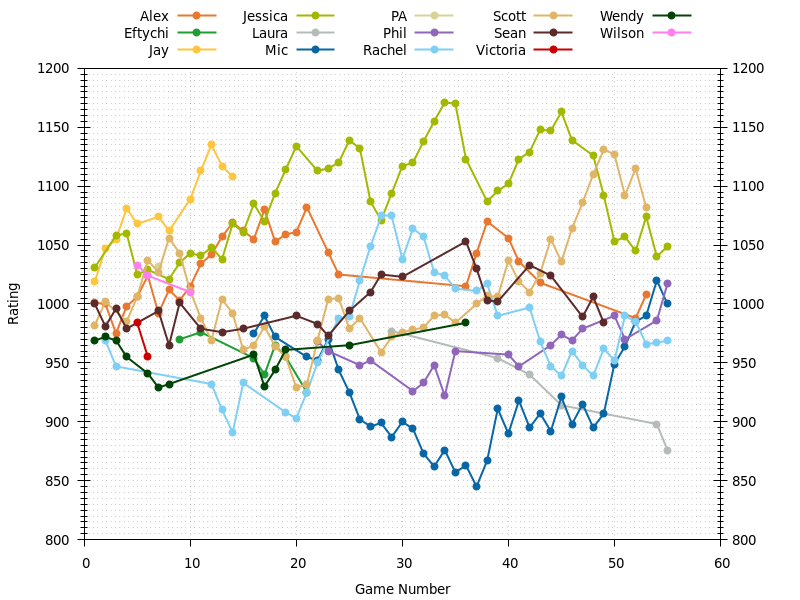 Alex Jessica PA Scott Wendy
Eftychi Laura Phil Sean Wilson
Jay Mic Rachel Victoria
1200 1200
1150 1150
1100 1100
1050 1050
1000 1000
950 950
900 900
850 850
800 800
Rating
0 10 20 30 40 50 60
Game Number